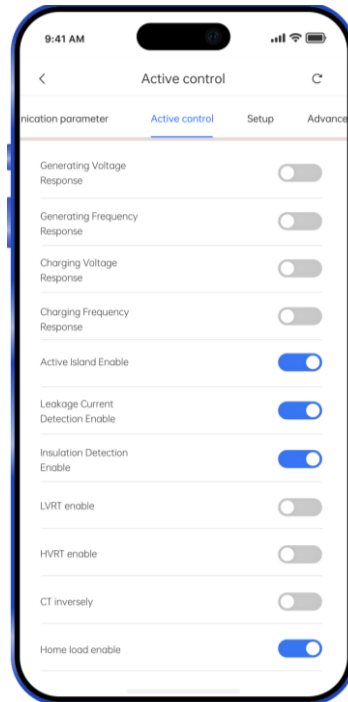 9:41 AM
Active control
nication parameter Active control Setup Advance
Generating Voltage
Response
Generating Frequency
Response
Charging Voltage
Response
Charging Frequency
Response
Active Island Enable
Leakage Current
Detection Enable
Insulation Detection
Enable
LVRT enable
HVRT enable
CT inversely
Home load enable